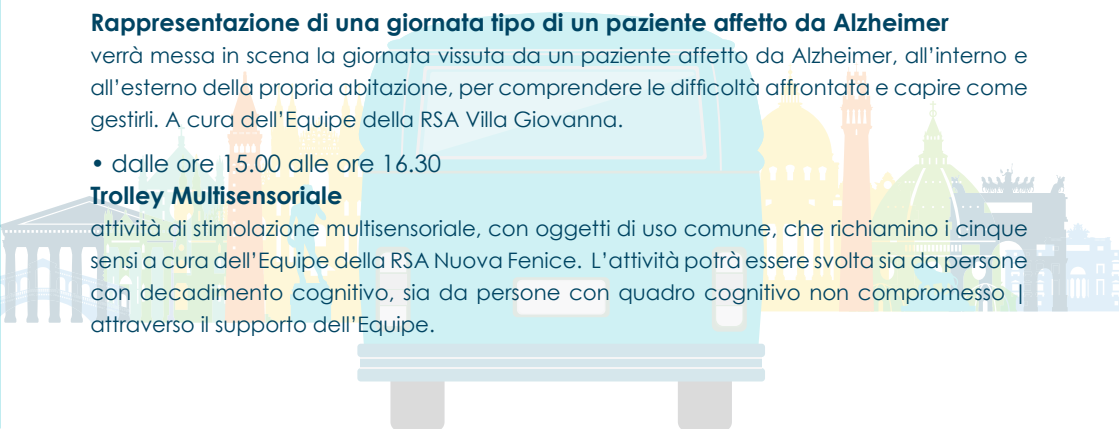 Rappresentazione di una giornata tipo di un paziente affetto da Alzheimer
verrà messa in scena la giornata vissuta da un paziente affetto da Alzheimer, all’interno e
all’esterno della propria abitazione, per comprendere le difficoltà affrontata e capire come
gestirli. A cura dell’Equipe della RSA Villa Giovanna.
• dalle ore 15.00 alle ore 16.30
Trolley Multisensoriale
attività di stimolazione multisensoriale, con oggetti di uso comune, che richiamino i cinque
sensi a cura dell’Equipe della RSA Nuova Fenice. L’attività potrà essere svolta sia da persone
con decadimento cognitivo, sia da persone con quadro cognitivo non compromesso |
attraverso il supporto dell’Equipe.